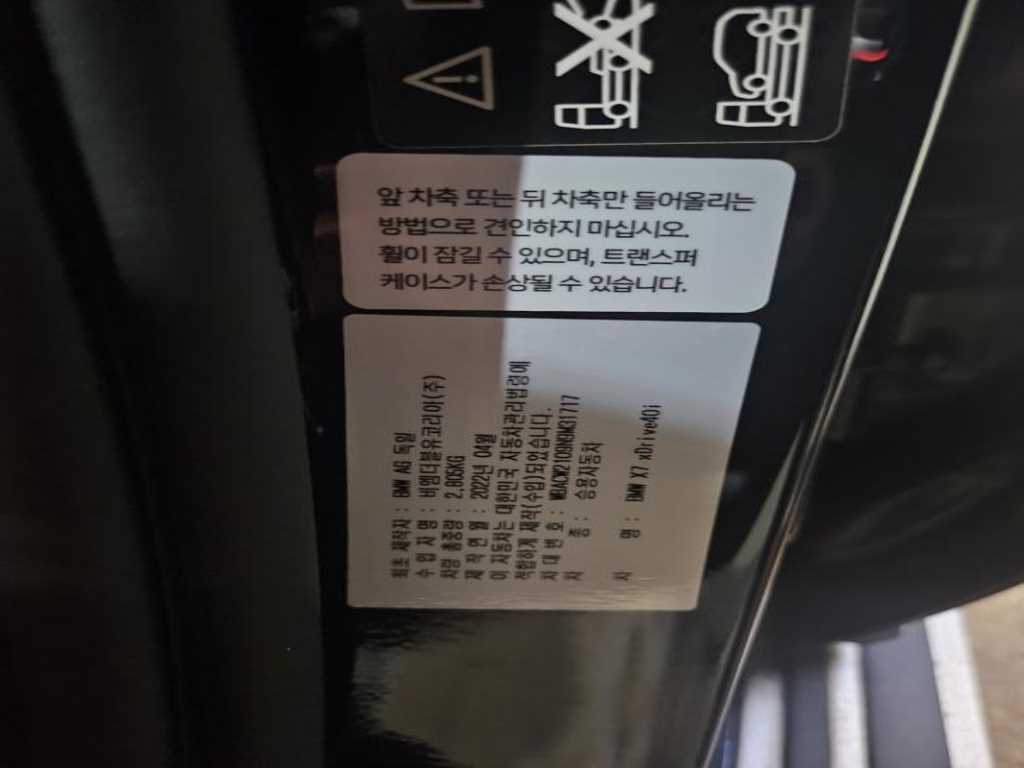 앞 차축 또는 뒤 차축만 들어올리는
방법으로 견인하지 마십시오.
휠이 잠길 수 있으며, 트랜스퍼
케이스가 손상될 수 있습니다.
최초 제작자 : BMW AG 독일
수 입 자 명 : 비엠더블유코리아(주)
차량 총중량 : 2,805KG
제 작 연 월 : 2022년 04월
이 자동차는 대한민국 자동차관리법령에
적합하게 제작(수입)되었습니다.
차 대 번 호 :
차 종 : 승용자동차
차 명 : BMW X7 xDrive40i